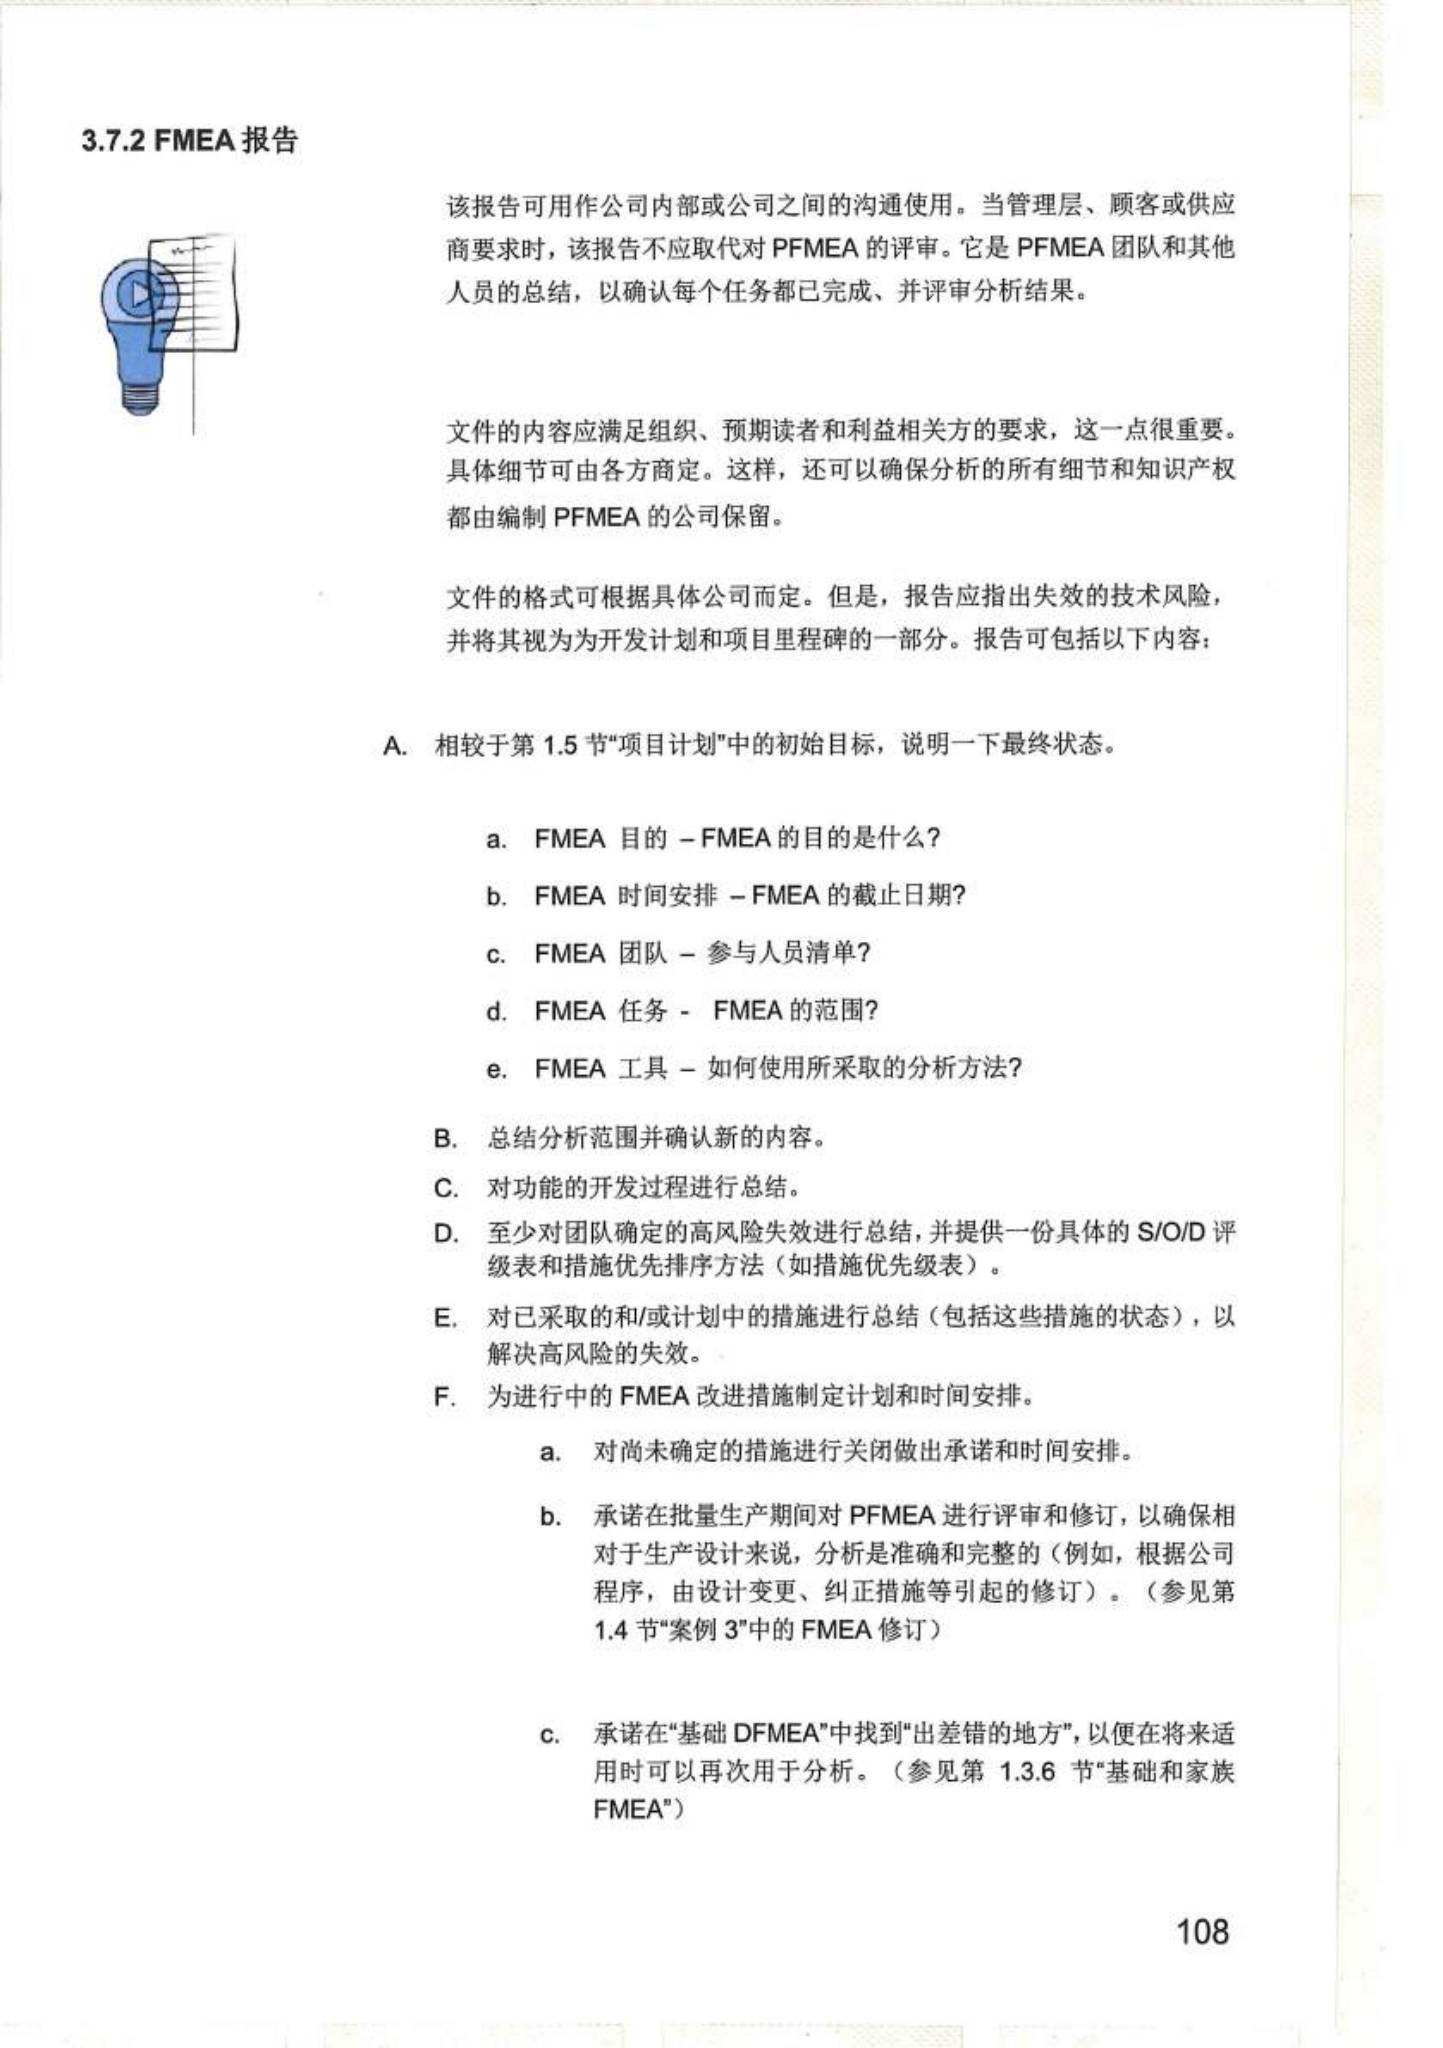 3.7.2 FMEA 报告
该报告可用作公司内部或公司之间的沟通使用。当管理层、顾客或供应
商要求时，该报告不应取代对 PFMEA 的评审。它是 PFMEA 团队和其他
人员的总结，以确认每个任务都已完成、并评审分析结果。
文件的内容应满足组织、预期读者和利益相关方的要求，这一点很重要。
具体细节可由各方商定。这样，还可以确保分析的所有细节和知识产权
都由编制 PFMEA 的公司保留。
文件的格式可根据具体公司而定。但是，报告应指出失效的技术风险，
并将其视为为开发计划和项目里程碑的一部分。报告可包括以下内容：
A. 相较于第 1.5 节“项目计划”中的初始目标，说明一下最终状态。
a. FMEA 目的 – FMEA 的目的是什么？
b. FMEA 时间安排 – FMEA 的截止日期？
c. FMEA 团队 – 参与人员清单？
d. FMEA 任务 - FMEA 的范围？
e. FMEA 工具 – 如何使用所采取的分析方法？
B. 总结分析范围并确认新的内容。
C. 对功能的开发过程进行总结。
D. 至少对团队确定的高风险失效进行总结，并提供一份具体的 S/O/D 评
级表和措施优先排序方法（如措施优先级表）。
E. 对已采取的和/或计划中的措施进行总结（包括这些措施的状态），以
解决高风险的失效。
F. 为进行中的 FMEA 改进措施制定计划和时间安排。
a. 对尚未确定的措施进行关闭做出承诺和时间安排。
b. 承诺在批量生产期间对 PFMEA 进行评审和修订，以确保相
对于生产设计来说，分析是准确和完整的（例如，根据公司
程序，由设计变更、纠正措施等引起的修订）。（参见第
1.4 节“案例 3”中的 FMEA 修订）
c. 承诺在“基础 DFMEA”中找到“出差错的地方”，以便在将来适
用时可以再次用于分析。（参见第 1.3.6 节“基础和家族
FMEA”）
108